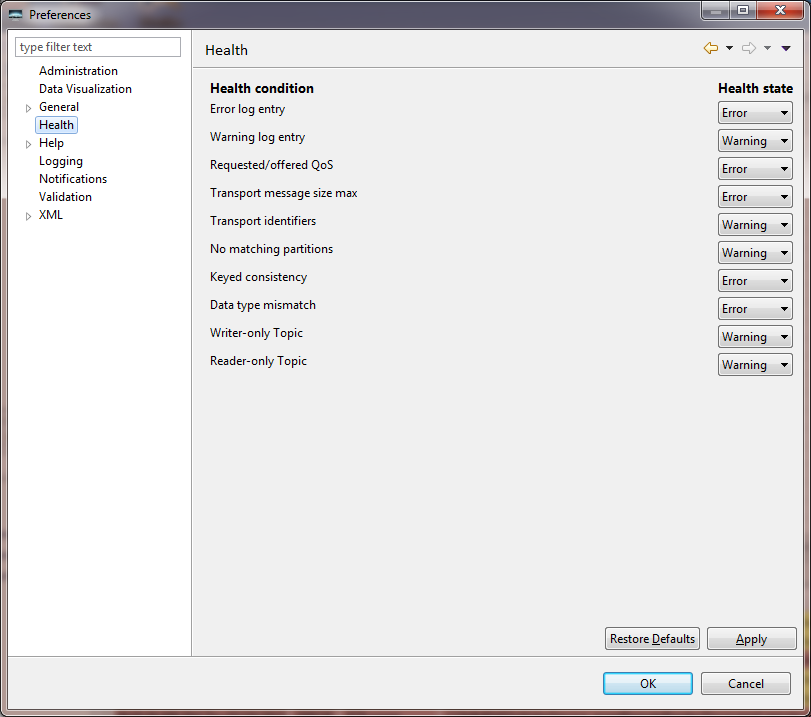 Preferences
type filter text
Administration
Data Visualization
General
Health
Help
Logging
Notifications
Validation
XML
Health
Health condition Health state
Error log entry Error
Warning log entry Warning
Requested/offered QoS Error
Transport message size max Error
Transport identifiers Warning
No matching partitions Warning
Keyed consistency Error
Data type mismatch Error
Writer-only Topic Warning
Reader-only Topic Warning
Restore Defaults Apply
OK Cancel